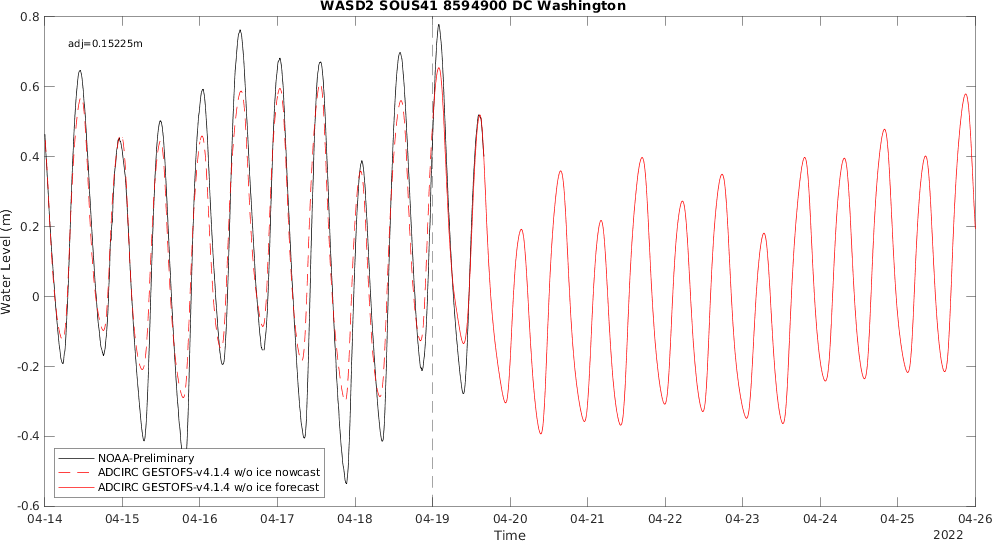 WASD2 SOUS41 8594900 DC Washington
0.8
adj=0.15225m
0.6
0.4
0.2
0
-0.2
-0.4
-0.6
Water Level (m)
NOAA-Preliminary
ADCIRC GESTOFS-v4.1.4 w/o ice nowcast
ADCIRC GESTOFS-v4.1.4 w/o ice forecast
04-14 04-15 04-16 04-17 04-18 04-19 04-20 04-21 04-22 04-23 04-24 04-25 04-26
Time
2022